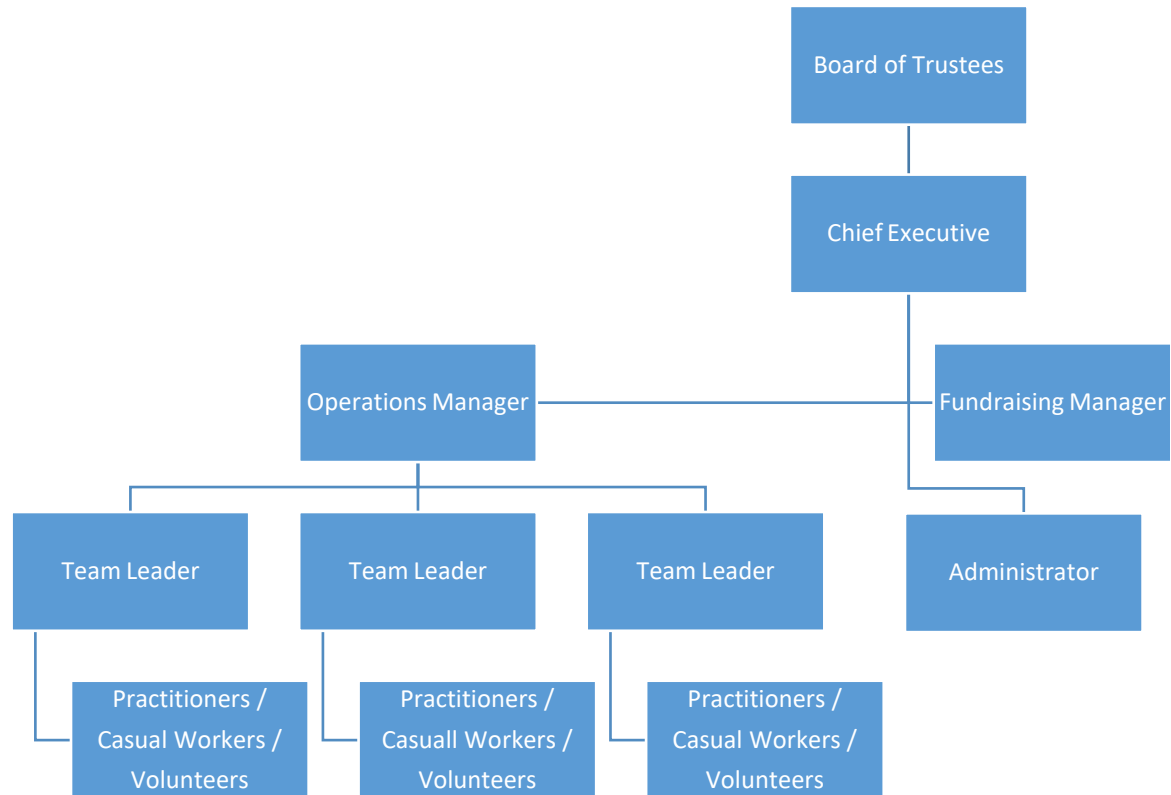 Board of Trustees
Chief Executive
Operations Manager
Fundraising Manager
Team Leader
Team Leader
Team Leader
Administrator
Practitioners /
Casual Workers /
Volunteers
Practitioners /
Casuall Workers /
Volunteers
Practitioners /
Casual Workers /
Volunteers